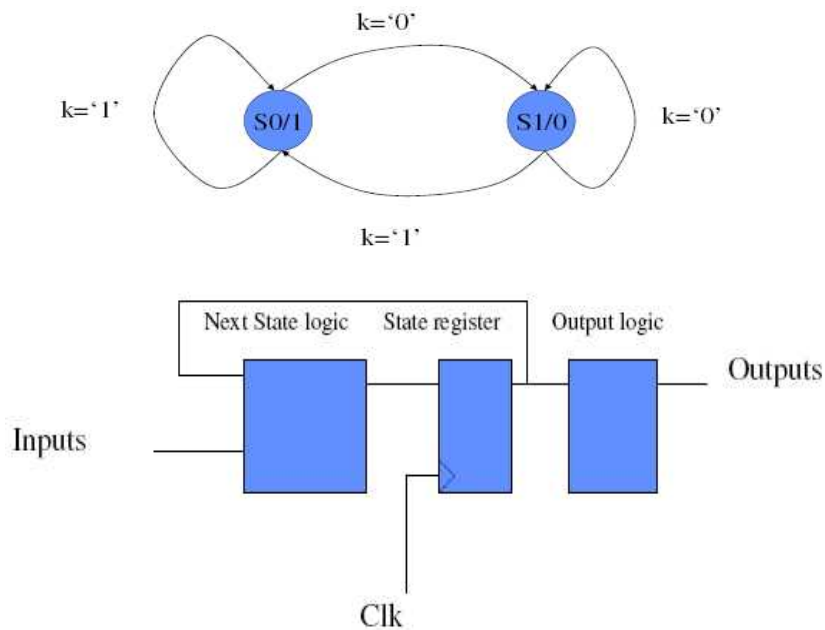 k=‘0’
k=‘1’
S0/1
S1/0
k=‘0’
k=‘1’
Next State logic
State register
Output logic
Outputs
Inputs
Clk